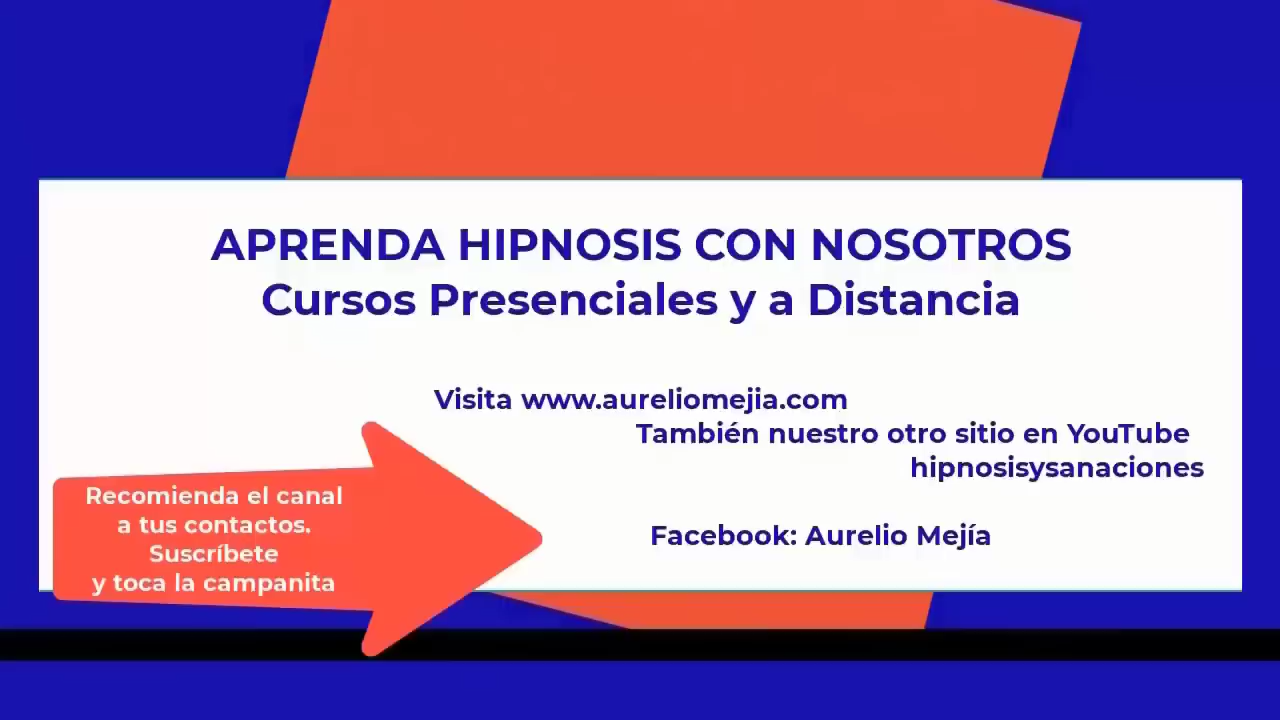 APRENDA HIPNOSIS CON NOSOTROS
Cursos Presenciales y a Distancia
Visita www.aureliomejia.com
También nuestro otro sitio en YouTube
hipnosisysanaciones
Facebook: Aurelio Mejía
Recomienda el canal
a tus contactos.
Suscríbete
y toca la campanita